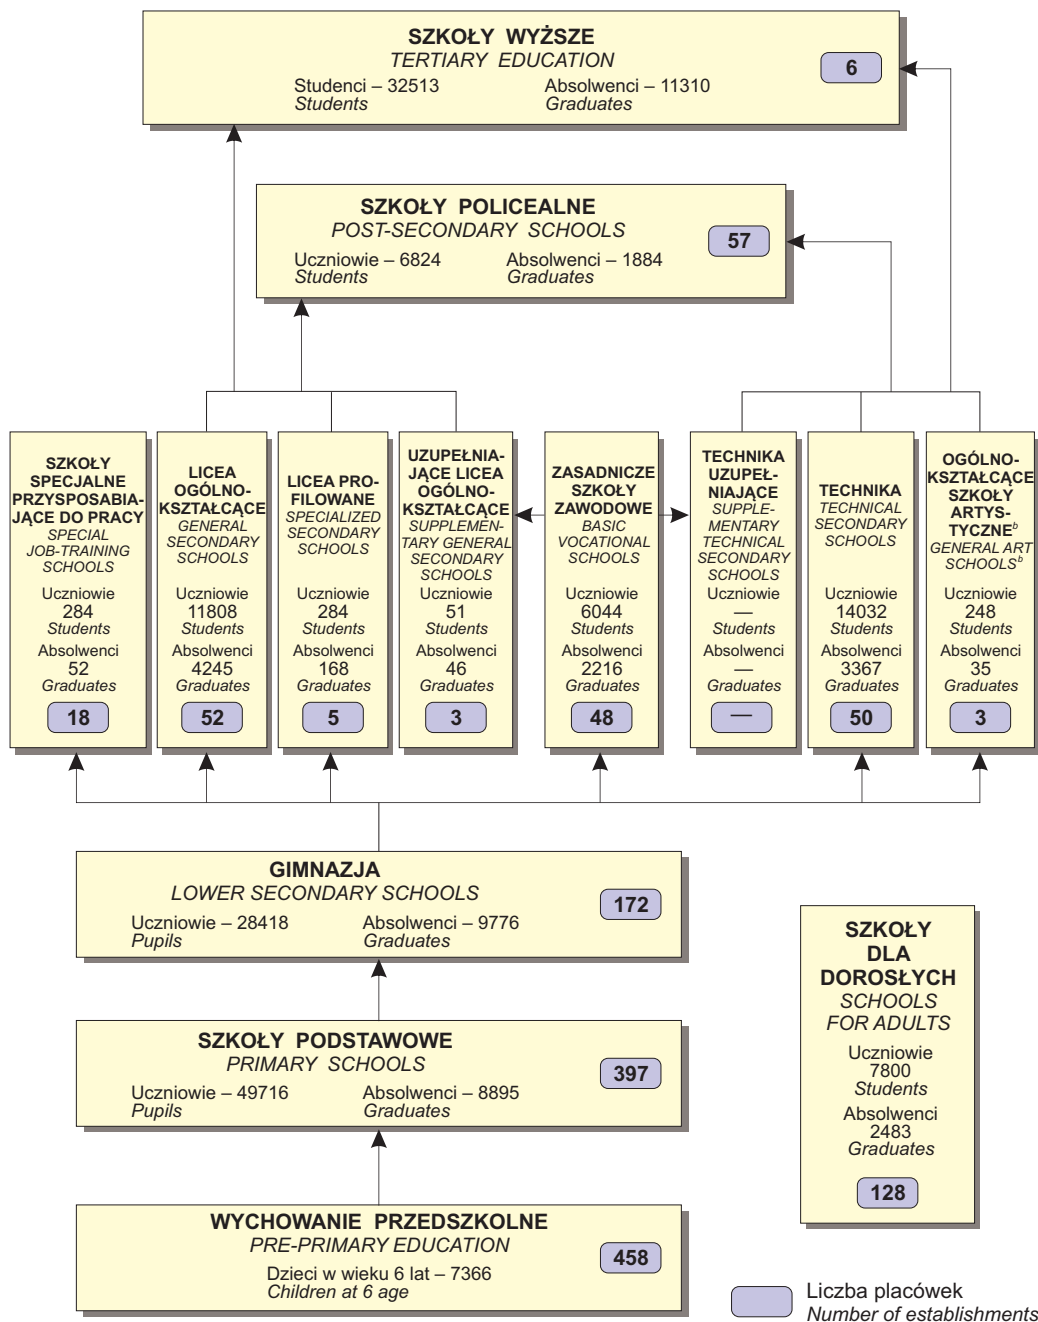 SZKOŁY WYŻSZE
TERTIARY EDUCATION
Studenci – 32513
Students
Absolwenci – 11310
Graduates
6
SZKOŁY POLICEALNE
POST-SECONDARY SCHOOLS
Uczniowie – 6824
Students
Absolwenci – 1884
Graduates
57
SZKOŁY
SPECJALNE
PRZYSPOSABIA-
JĄCE DO PRACY
SPECIAL
JOB-TRAINING
SCHOOLS
Uczniowie
284
Students
Absolwenci
52
Graduates
18
LICEA
OGÓLNO-
KSZTAŁCĄCE
GENERAL
SECONDARY
SCHOOLS
Uczniowie
11808
Students
Absolwenci
4245
Graduates
52
LICEA PRO-
FILOWANE
SPECIALIZED
SECONDARY
SCHOOLS
Uczniowie
284
Students
Absolwenci
168
Graduates
5
UZUPEŁNIA-
JĄCE LICEA
OGÓLNO-
KSZTAŁCĄCE
SUPPLEMEN-
TARY GENERAL
SECONDARY
SCHOOLS
Uczniowie
51
Students
Absolwenci
46
Graduates
3
ZASADNICZE
SZKOŁY
ZAWODOWE
BASIC
VOCATIONAL
SCHOOLS
Uczniowie
6044
Students
Absolwenci
2216
Graduates
48
TECHNIKA
UZUPEŁ-
NIAJĄCE
SUPPLE-
MENTARY
TECHNICAL
SECONDARY
SCHOOLS
Uczniowie
—
Students
Absolwenci
—
Graduates
—
TECHNIKA
TECHNICAL
SECONDARY
SCHOOLS
Uczniowie
14032
Students
Absolwenci
3367
Graduates
50
OGÓLNO-
KSZTAŁCĄCE
SZKOŁY
ARTYS-
TYCZNEᵇ
GENERAL ART
SCHOOLSᵇ
Uczniowie
248
Students
Absolwenci
35
Graduates
3
GIMNAZJA
LOWER SECONDARY SCHOOLS
Uczniowie – 28418
Pupils
Absolwenci – 9776
Graduates
172
SZKOŁY PODSTAWOWE
PRIMARY SCHOOLS
Uczniowie – 49716
Pupils
Absolwenci – 8895
Graduates
397
WYCHOWANIE PRZEDSZKOLNE
PRE-PRIMARY EDUCATION
Dzieci w wieku 6 lat – 7366
Children at 6 age
458
SZKOŁY
DLA
DOROSŁYCH
SCHOOLS
FOR ADULTS
Uczniowie
7800
Students
Absolwenci
2483
Graduates
128
Liczba placówek
Number of establishments